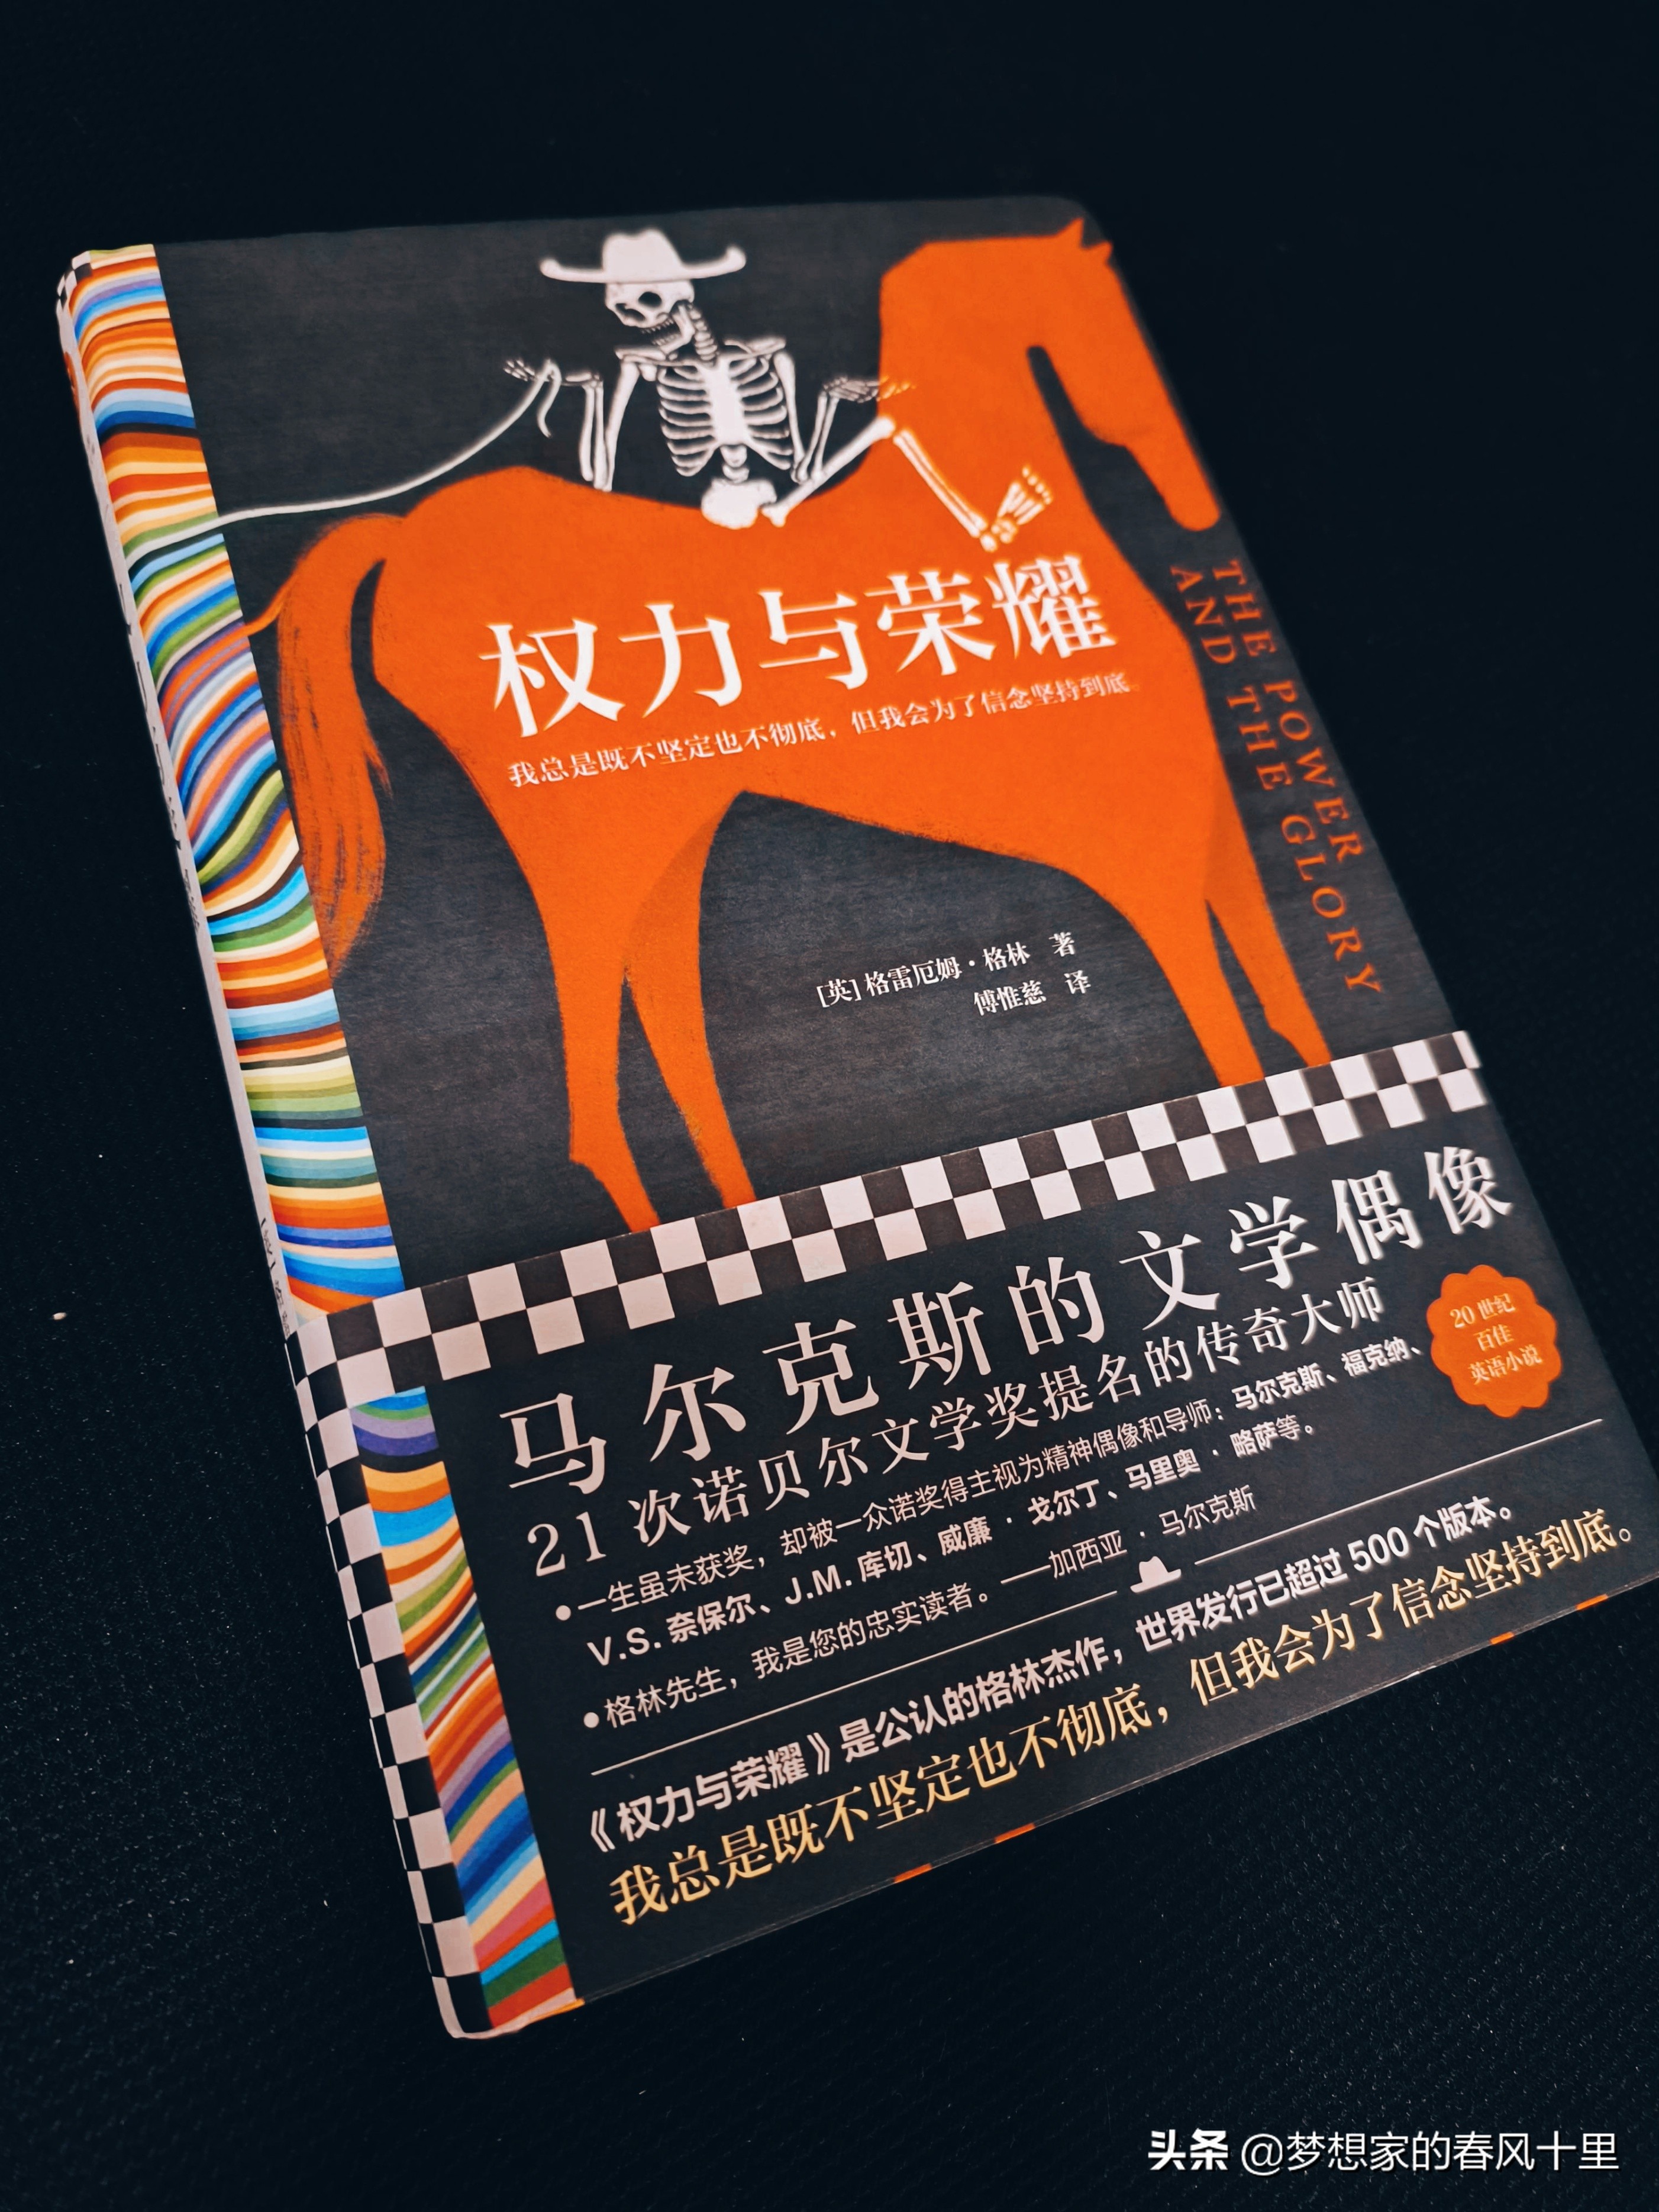 权力与荣耀
我总是既不坚定也不彻底，但我会为了信念坚持到底。
THE POWER
AND THE GLORY
[英] 格雷厄姆·格林 著
傅惟慈 译
马尔克斯的文学偶像
21次诺贝尔文学奖提名的传奇大师
20世纪
百佳
英语小说
●一生虽未获奖，却被一众诺奖得主视为精神偶像和导师：马尔克斯、福克纳、
V.S.奈保尔、J.M.库切、威廉·戈尔丁、马里奥·略萨等。
●格林先生，我是您的忠实读者。——加西亚·马尔克斯
《权力与荣耀》是公认的格林杰作，世界发行已超过500个版本。
我总是既不坚定也不彻底，但我会为了信念坚持到底。
头条 @梦想家的春风十里